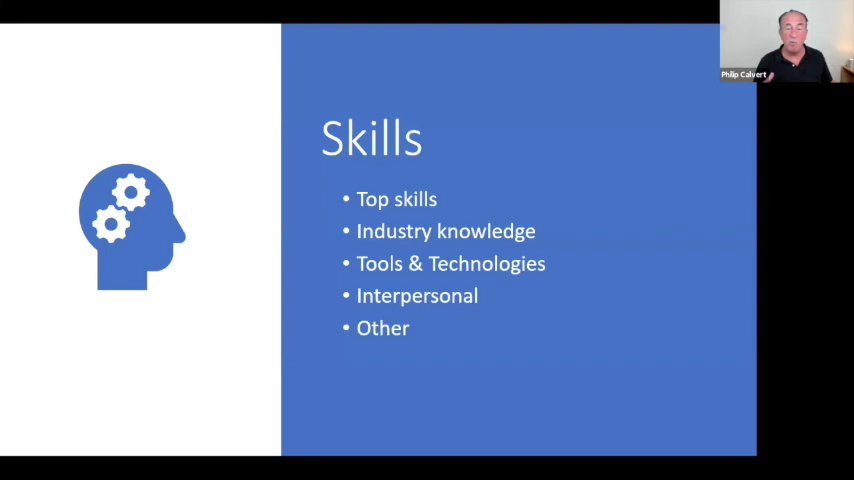 Philip Calvert
Skills
• Top skills
• Industry knowledge
• Tools & Technologies
• Interpersonal
• Other